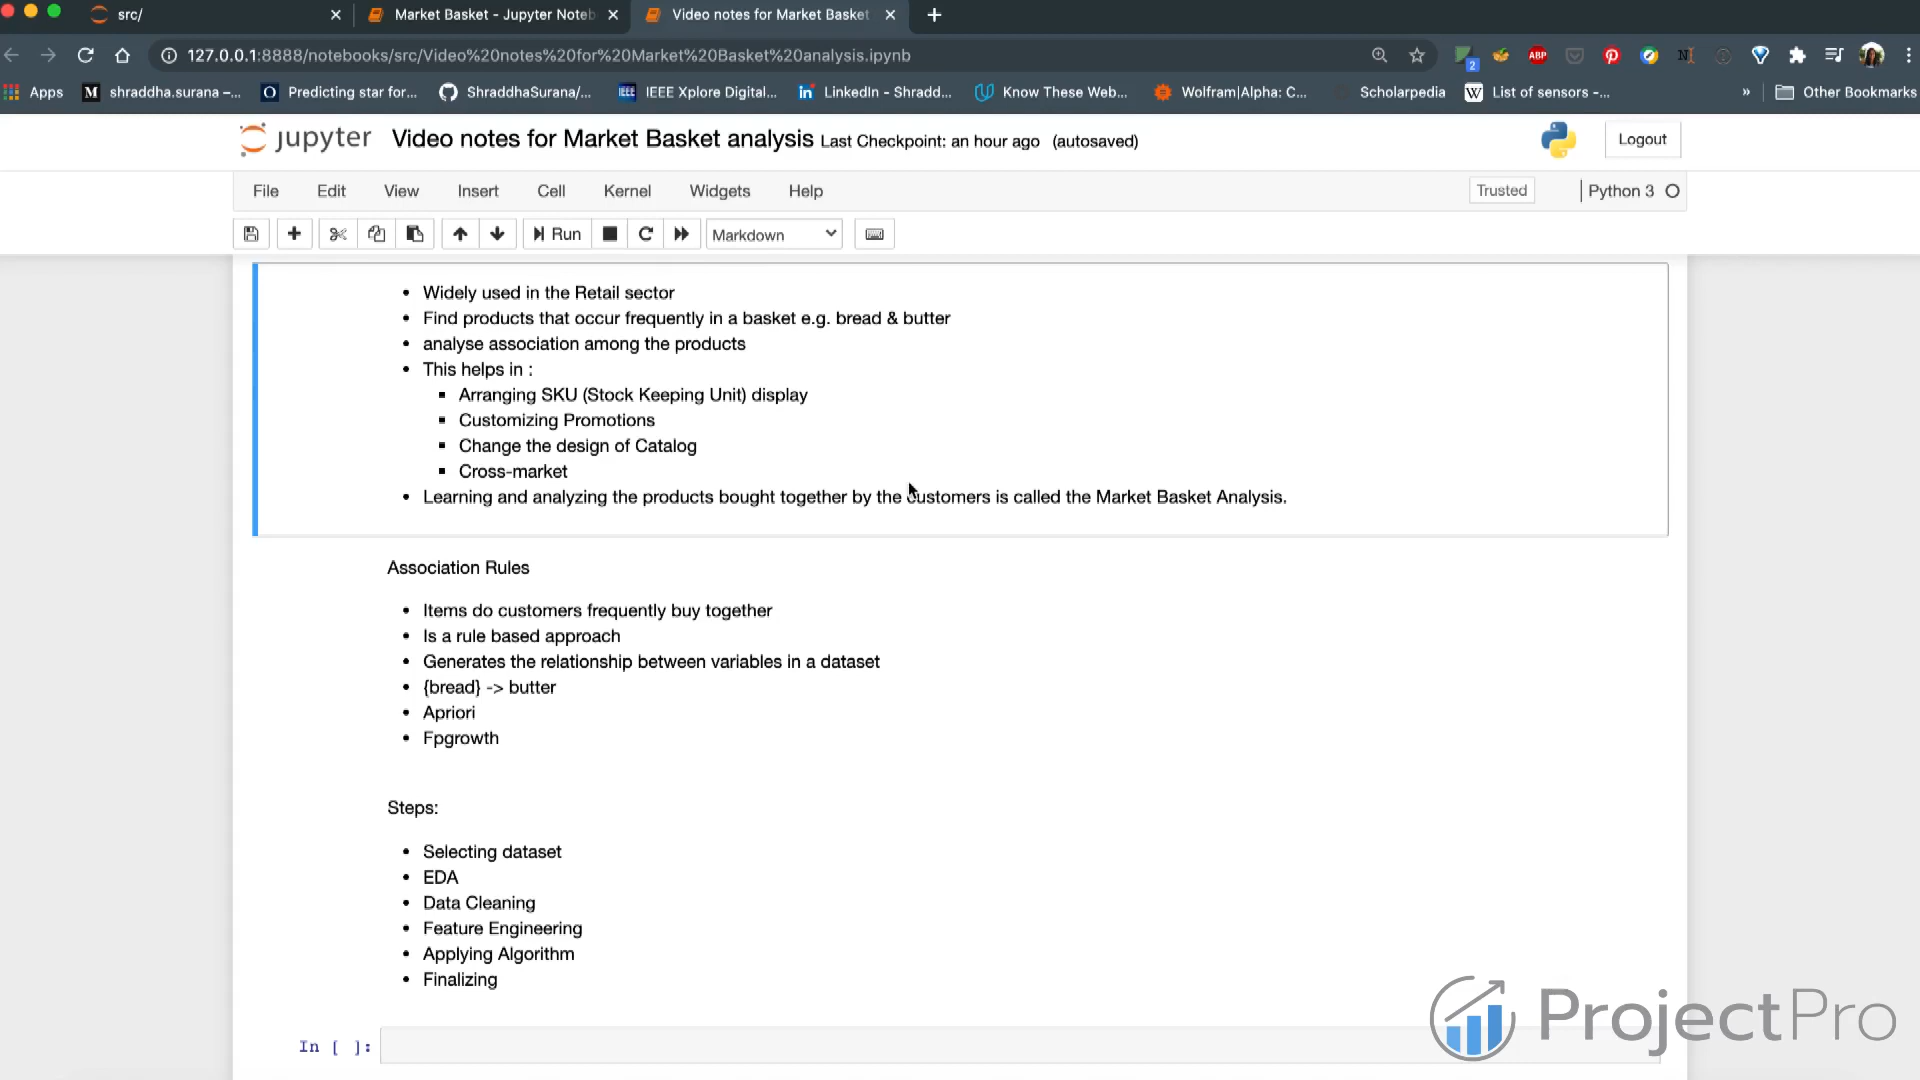 src/
Market Basket - Jupyter Noteb
Video notes for Market Basket
127.0.0.1:8888/notebooks/src/Video%20notes%20for%20Market%20Basket%20analysis.ipynb
2
ABP
Apps
M shraddha.surana –...
O Predicting star for...
ShraddhaSurana/...
IEEE IEEE Xplore Digital...
in LinkedIn - Shradd...
Know These Web...
Wolfram|Alpha: C...
Scholarpedia
W List of sensors -...
»
Other Bookmarks
jupyter Video notes for Market Basket analysis Last Checkpoint: an hour ago (autosaved)
Logout
File Edit View Insert Cell Kernel Widgets Help
Trusted
Python 3
Run
Markdown
• Widely used in the Retail sector
• Find products that occur frequently in a basket e.g. bread & butter
• analyse association among the products
• This helps in :
▪ Arranging SKU (Stock Keeping Unit) display
▪ Customizing Promotions
▪ Change the design of Catalog
▪ Cross-market
• Learning and analyzing the products bought together by the customers is called the Market Basket Analysis.
Association Rules
• Items do customers frequently buy together
• Is a rule based approach
• Generates the relationship between variables in a dataset
• {bread} -> butter
• Apriori
• Fpgrowth
Steps:
• Selecting dataset
• EDA
• Data Cleaning
• Feature Engineering
• Applying Algorithm
• Finalizing
In [ ]:
ProjectPro